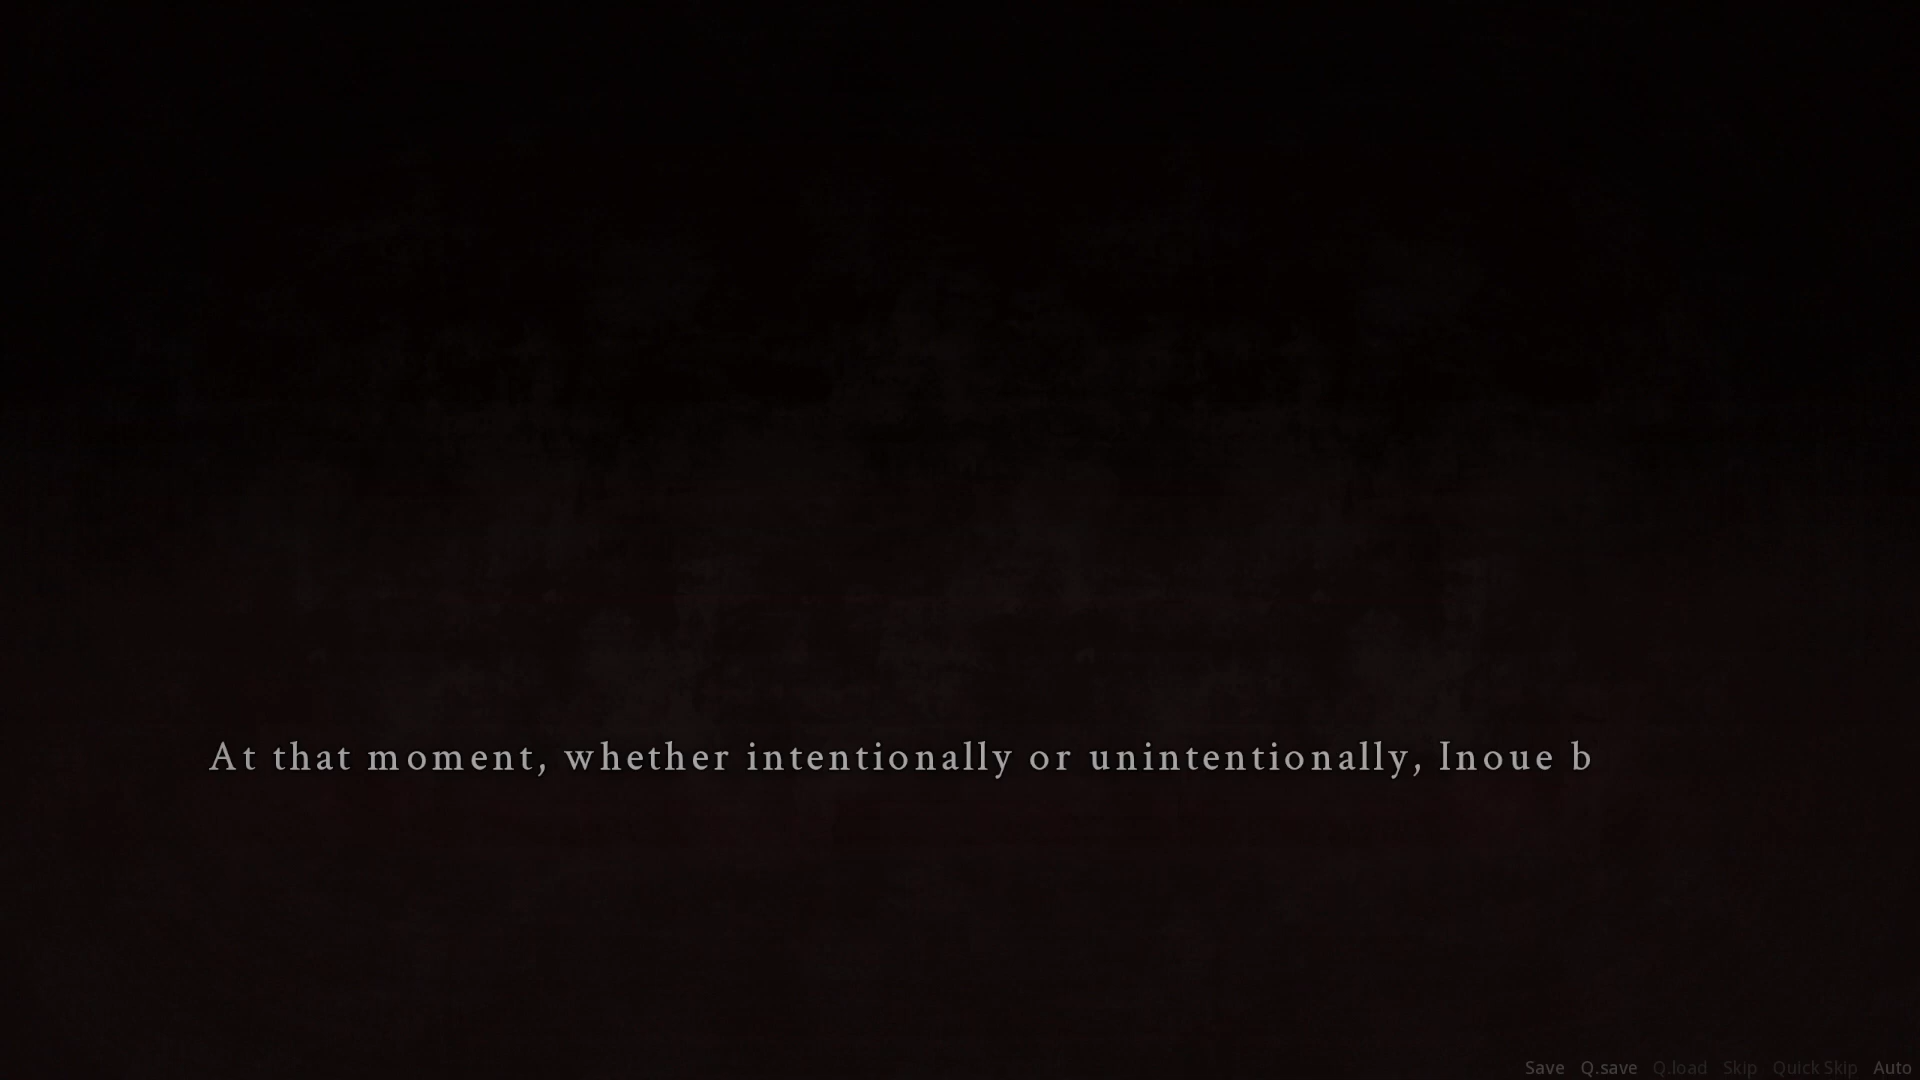 At that moment, whether intentionally or unintentionally, Inoue b
Save Q.save Q.load Skip Quick Skip Auto